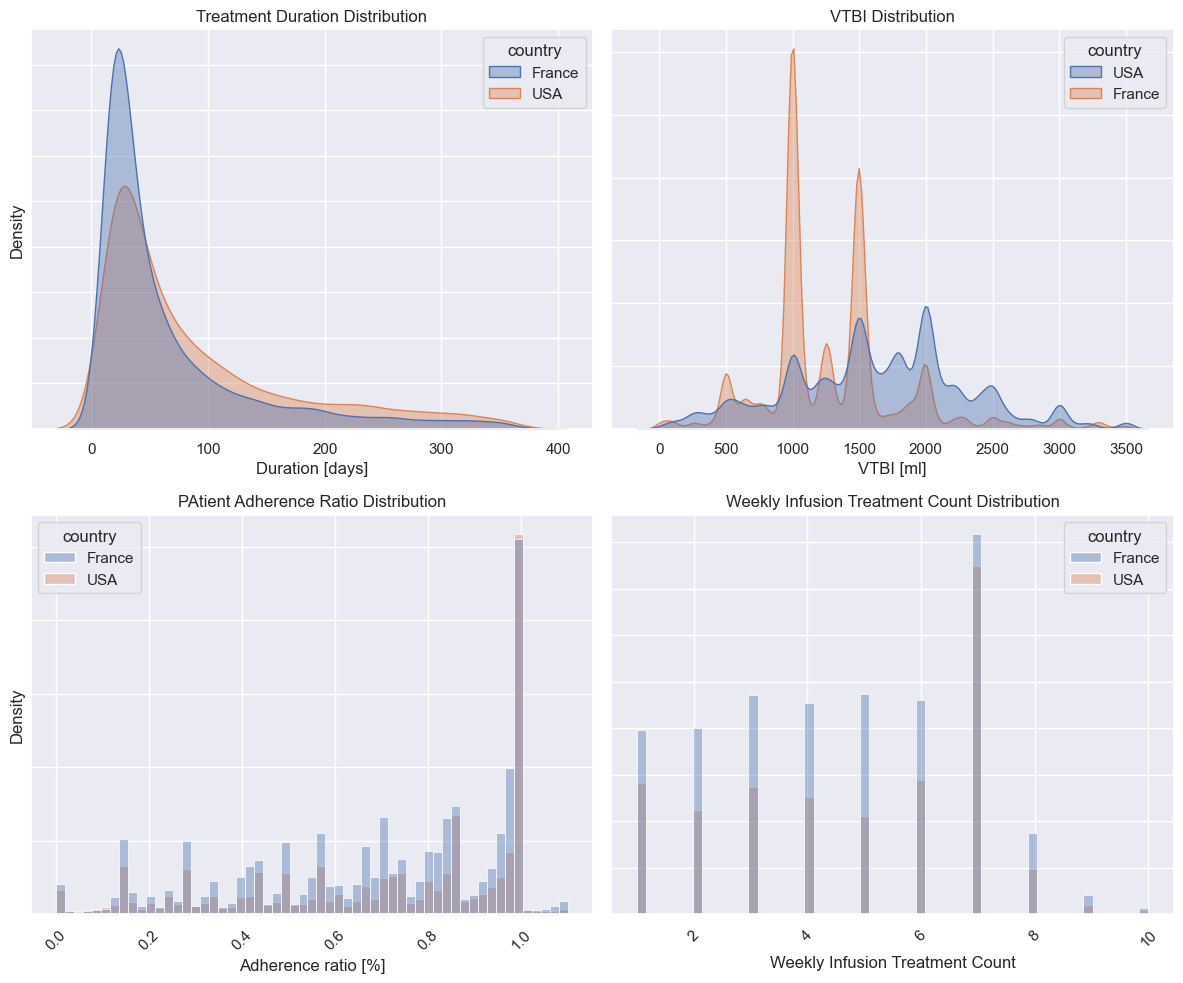 Treatment Duration Distribution
country
France
USA
Density
0 100 200 300 400
Duration [days]
VTBI Distribution
country
USA
France
0 500 1000 1500 2000 2500 3000 3500
VTBI [ml]
PAtient Adherence Ratio Distribution
country
France
USA
Density
0.0 0.2 0.4 0.6 0.8 1.0
Adherence ratio [%]
Weekly Infusion Treatment Count Distribution
country
France
USA
2 4 6 8 10
Weekly Infusion Treatment Count